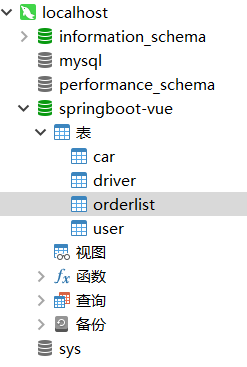 localhost
information_schema
mysql
performance_schema
springboot-vue
表
car
driver
orderlist
user
视图
fx 函数
查询
备份
sys